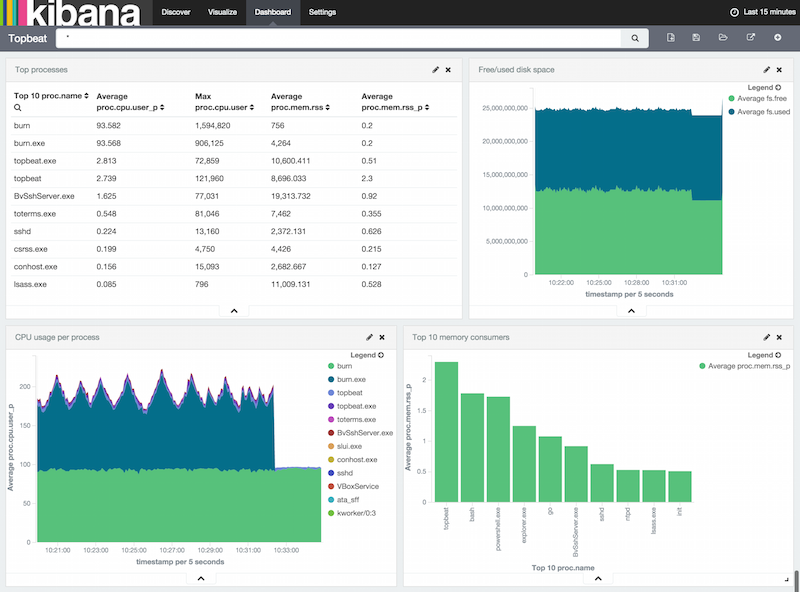 kibana Discover Visualize Dashboard Settings Last 15 minutes
Topbeat *
Top processes
Top 10 proc.name Average proc.cpu.user_p Max proc.cpu.user Average proc.mem.rss Average proc.mem.rss_p
burn 93.582 1,594,820 756 0.2
burn.exe 93.568 906,125 4,264 0.2
topbeat.exe 2.813 72,859 10,600.411 0.51
topbeat 2.739 121,960 8,696.033 2.3
BvSshServer.exe 1.625 77,031 19,313.732 0.92
toterms.exe 0.548 81,046 7,462 0.355
sshd 0.224 13,160 2,372.131 0.626
csrss.exe 0.199 4,750 4,426 0.215
conhost.exe 0.156 15,093 2,682.667 0.127
lsass.exe 0.085 796 11,009.131 0.528
Free/used disk space
Legend
Average fs.free
Average fs.used
25,000,000,000
20,000,000,000
15,000,000,000
10,000,000,000
5,000,000,000
0
10:22:00 10:25:00 10:28:00 10:31:00
timestamp per 5 seconds
CPU usage per process
Legend
burn
burn.exe
topbeat
topbeat.exe
toterms.exe
BvSshServer.exe
slui.exe
conhost.exe
sshd
VBoxService
ata_sff
kworker/0:3
Average proc.cpu.user_p
200
150
100
50
0
10:21:00 10:23:00 10:25:00 10:27:00 10:29:00 10:31:00 10:33:00
timestamp per 5 seconds
Top 10 memory consumers
Legend
Average proc.mem.rss_p
Average proc.mem.rss_p
2
1.5
1
0.5
0
topbeat bash powershell.exe explorer.exe go BvSshServer.exe sshd ntpd lsass.exe init
Top 10 proc.name